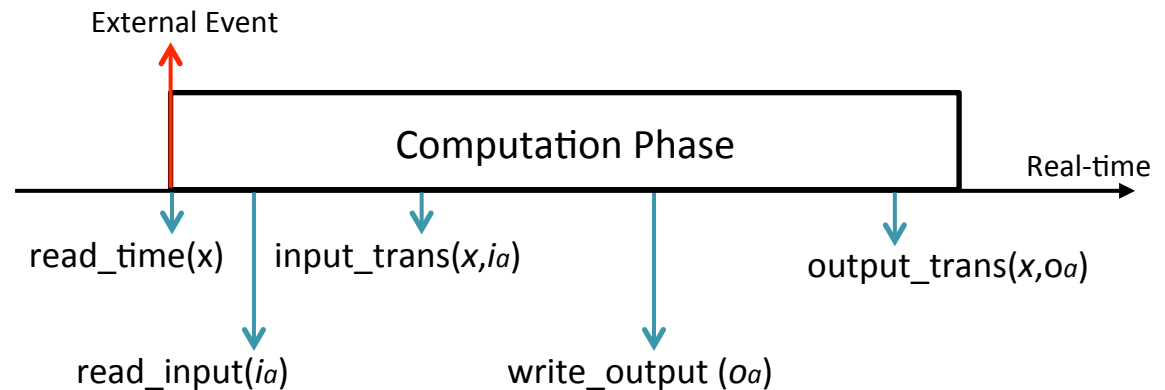 External Event
Computation Phase
Real-time
read_time(x)
input_trans(x,ia)
output_trans(x,oa)
read_input(ia)
write_output (oa)